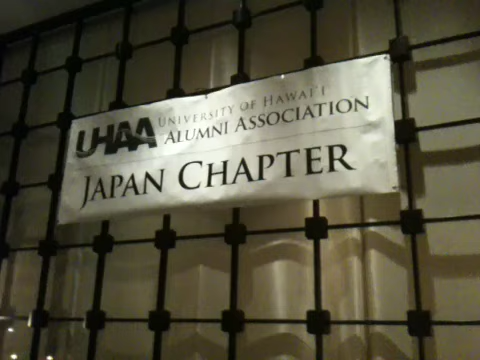 UHAA UNIVERSITY OF HAWAI'I
ALUMNI ASSOCIATION
JAPAN CHAPTER